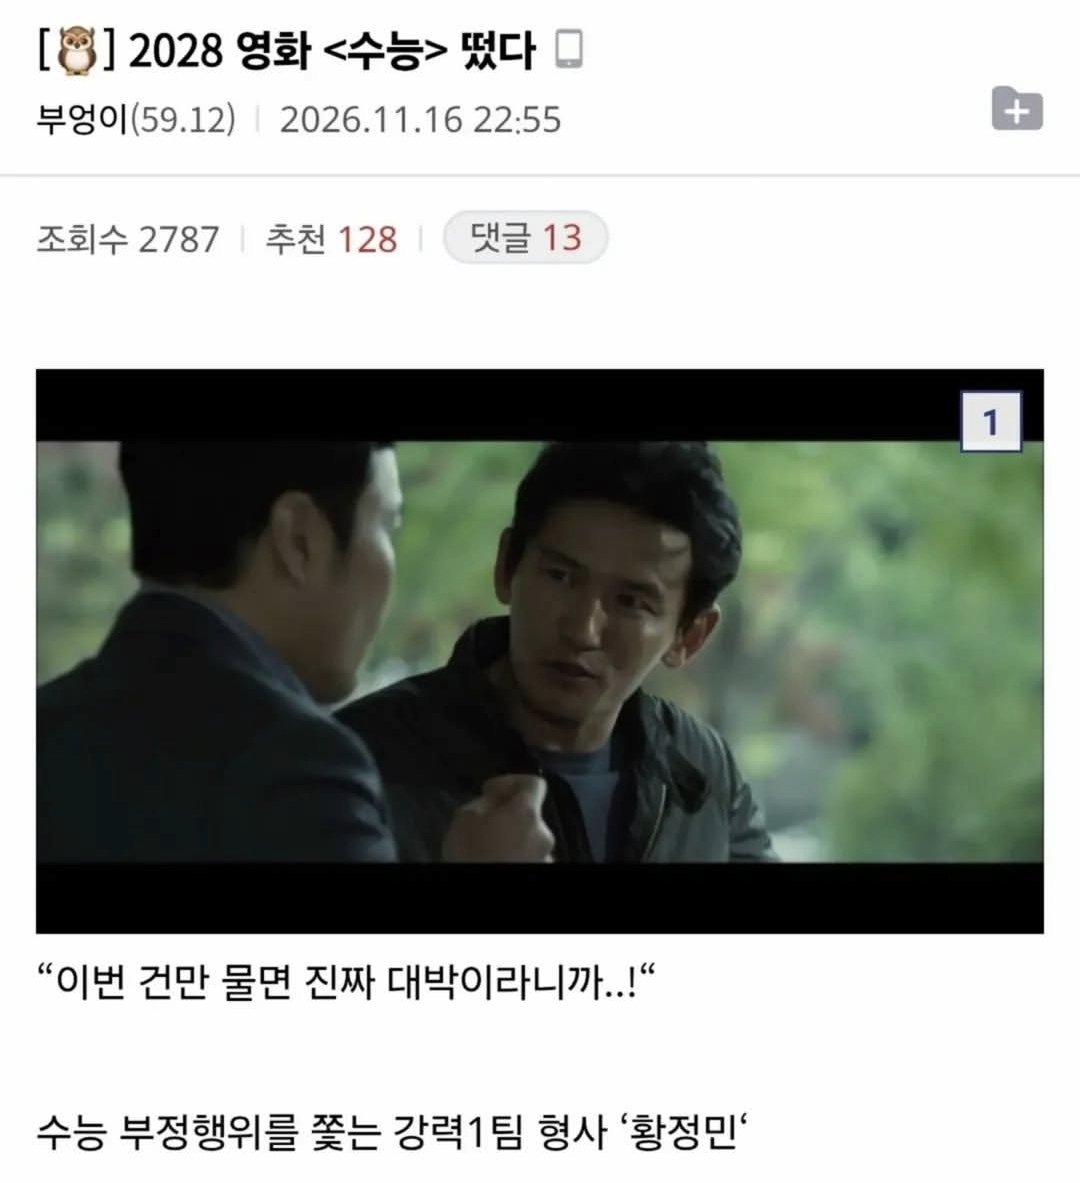 [🦉] 2028 영화 <수능> 떴다
부엉이(59.12) | 2026.11.16 22:55
조회수 2787 | 추천 128 | 댓글 13
1
“이번 건만 물면 진짜 대박이라니까..!“
수능 부정행위를 쫓는 강력1팀 형사 ‘황정민‘